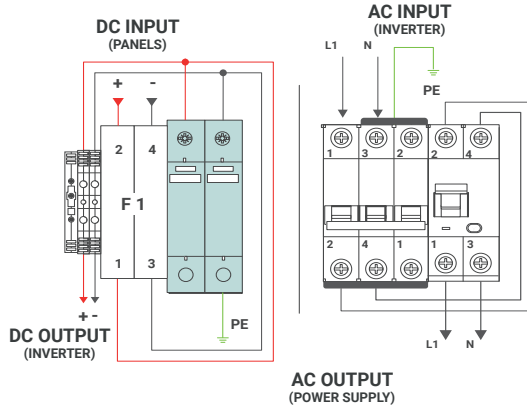 DC INPUT
(PANELS)
+ -
2 4
F 1
1 3
+ -
DC OUTPUT
(INVERTER)
PE
AC INPUT
(INVERTER)
L1 N
PE
1 3 2 2 4
2 4 1 1 3
L1 N
AC OUTPUT
(POWER SUPPLY)